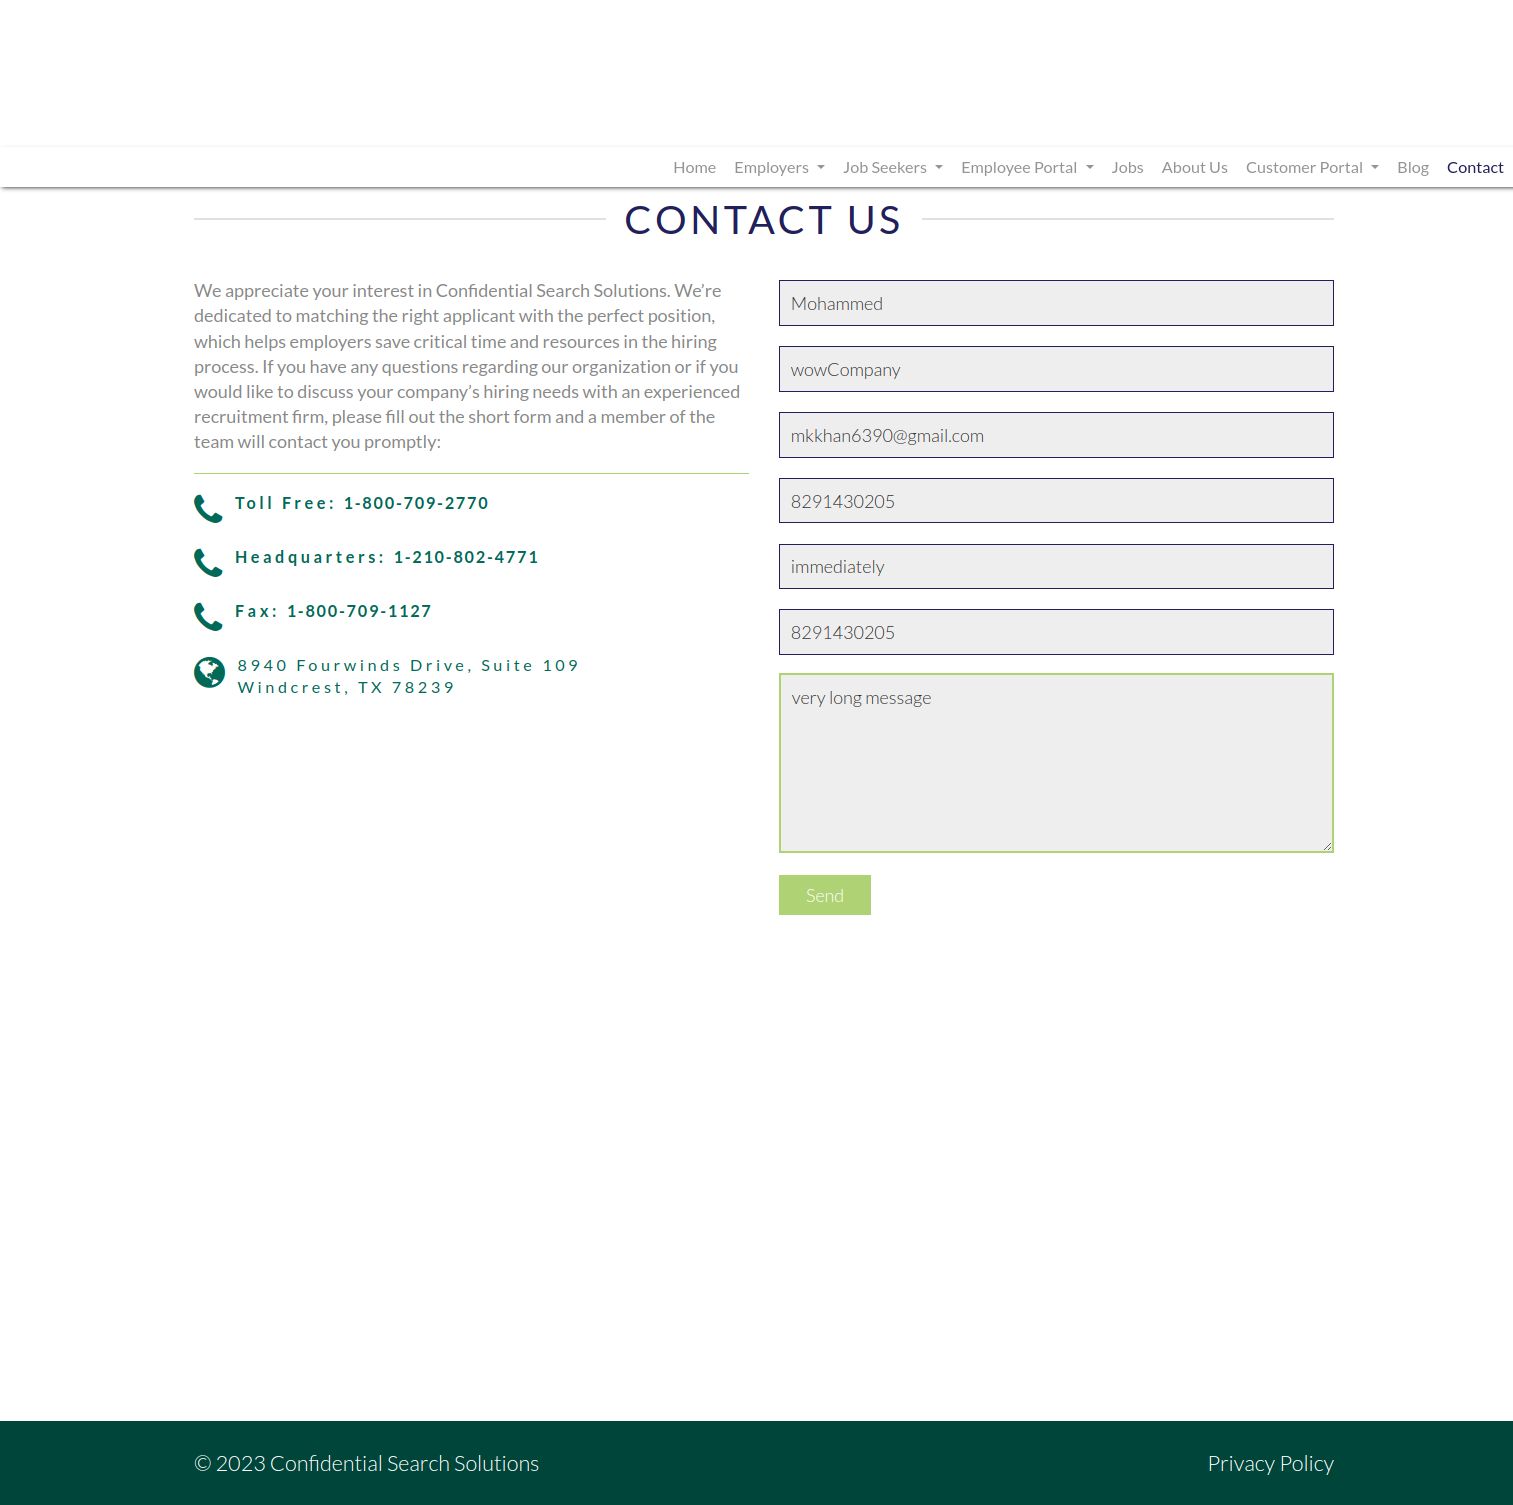 Home Employers Job Seekers Employee Portal Jobs About Us Customer Portal Blog Contact
CONTACT US
We appreciate your interest in Confidential Search Solutions. We’re
dedicated to matching the right applicant with the perfect position,
which helps employers save critical time and resources in the hiring
process. If you have any questions regarding our organization or if you
would like to discuss your company’s hiring needs with an experienced
recruitment firm, please fill out the short form and a member of the
team will contact you promptly:
Toll Free: 1-800-709-2770
Headquarters: 1-210-802-4771
Fax: 1-800-709-1127
8940 Fourwinds Drive, Suite 109
Windcrest, TX 78239
Mohammed
wowCompany
mkkhan6390@gmail.com
8291430205
immediately
8291430205
very long message
Send
© 2023 Confidential Search Solutions
Privacy Policy